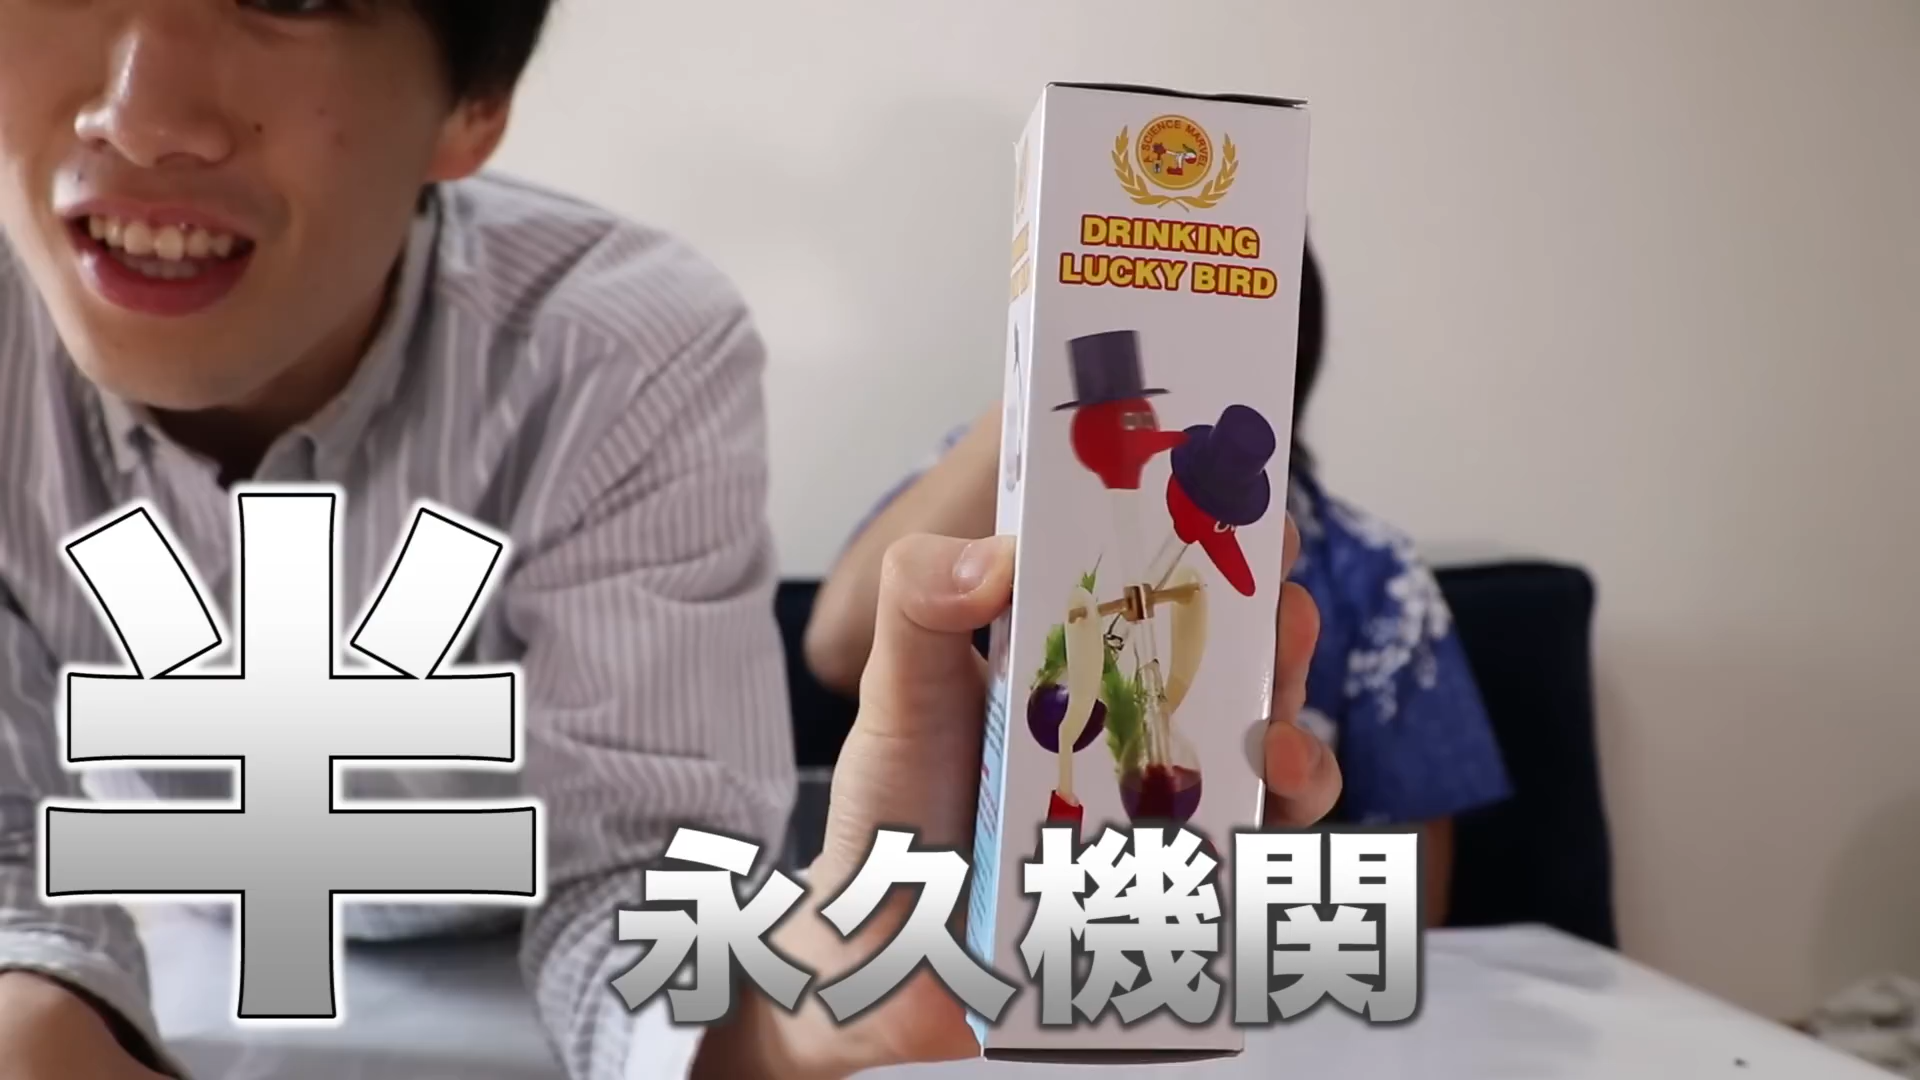 A SCIENCE MARVEL
DRINKING
LUCKY BIRD
半
永久機関